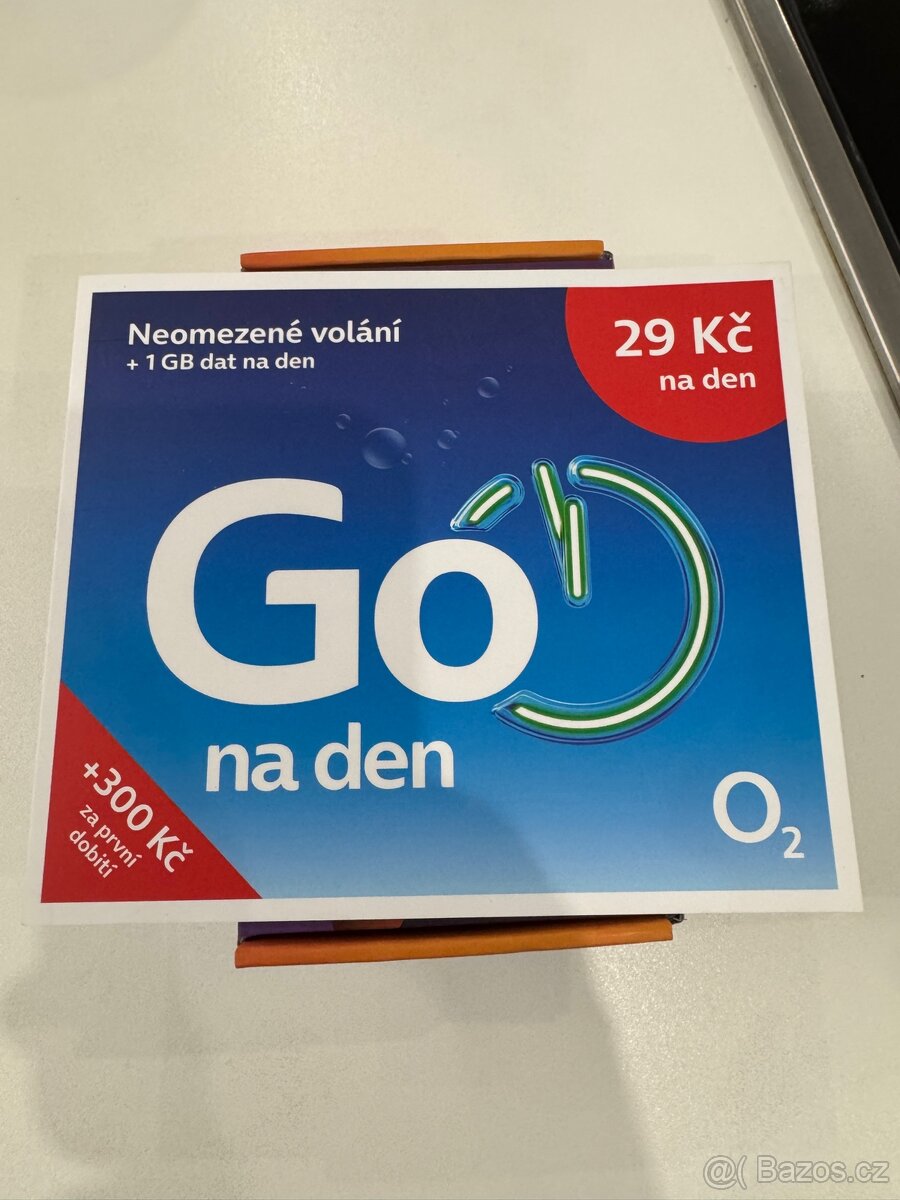 Neomezené volání
+ 1 GB dat na den
29 Kč
na den
Go
na den
+300 Kč
za první
dobití
O2
@( Bazos.cz